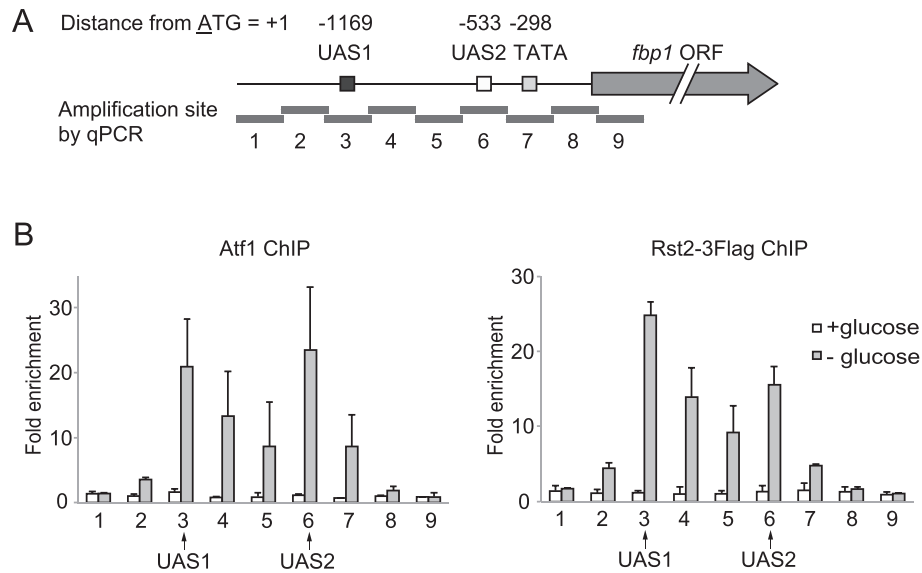 A
Distance from ATG = +1 -1169 -533 -298
UAS1 UAS2 TATA fbp1 ORF
Amplification site
by qPCR
1 2 3 4 5 6 7 8 9
B
Atf1 ChIP
Fold enrichment
30
20
10
0
1 2 3 4 5 6 7 8 9
UAS1 UAS2
Rst2-3Flag ChIP
Fold enrichment
30
20
10
0
1 2 3 4 5 6 7 8 9
UAS1 UAS2
+glucose
- glucose